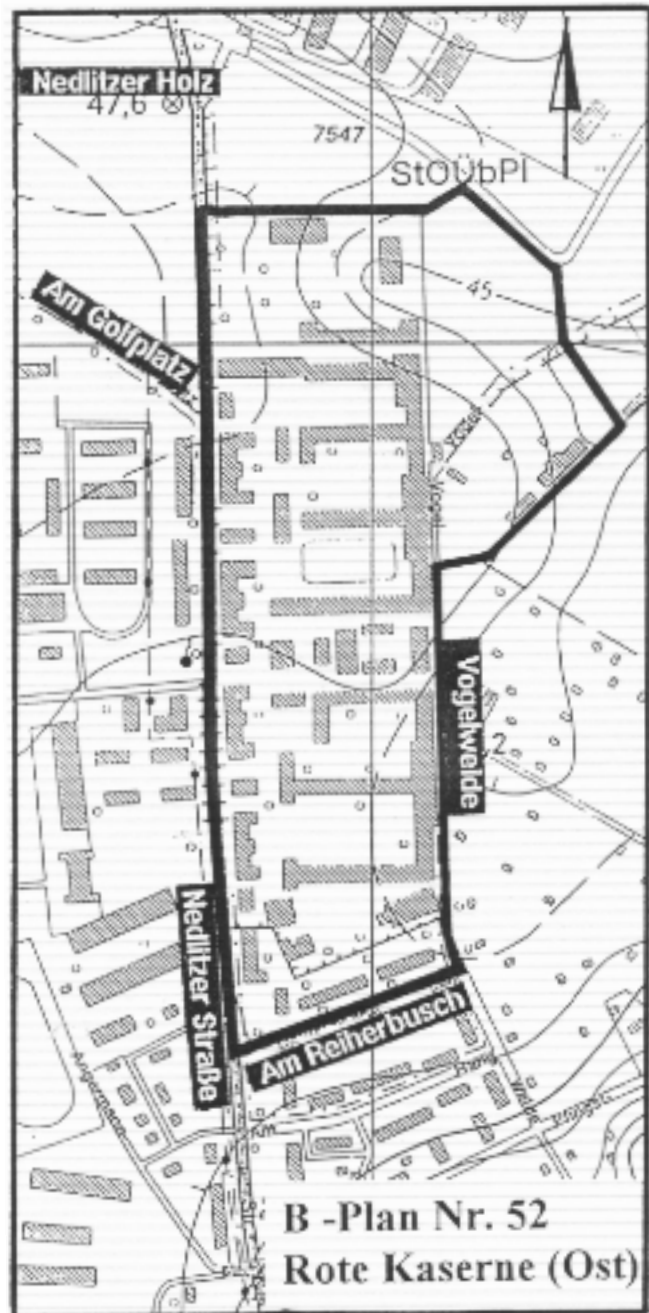 Nedlitzer Holz
47,6
7547
StOÜbPl
Am Golfplatz
45
Vogelweide
,2
Nedlitzer Straße
Am Reiherbusch
B -Plan Nr. 52
Rote Kaserne (Ost)